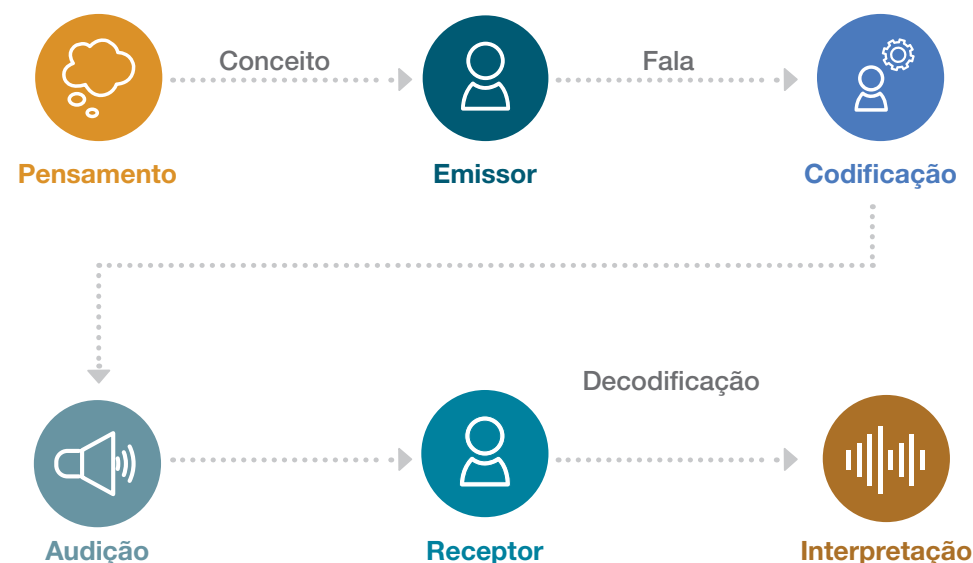 Conceito
Fala
Pensamento
Emissor
Codificação
Decodificação
Audição
Receptor
Interpretação